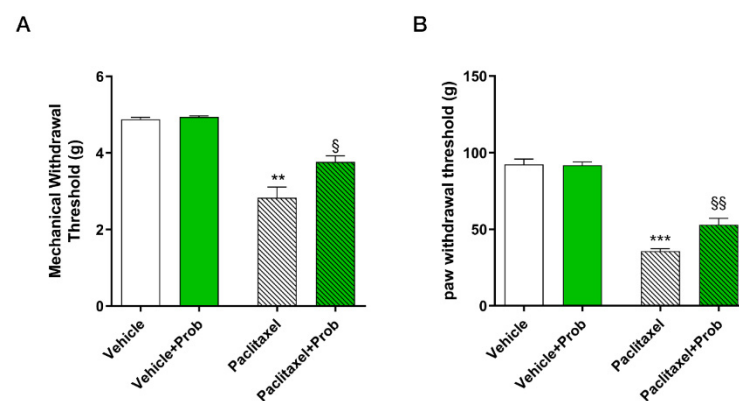 A
Mechanical Withdrawal
Threshold (g)
6
4
2
0
**
§
Vehicle
Vehicle+Prob
Paclitaxel
Paclitaxel+Prob
B
paw withdrawal threshold (g)
150
100
50
0
***
§§
Vehicle
Vehicle+Prob
Paclitaxel
Paclitaxel+Prob